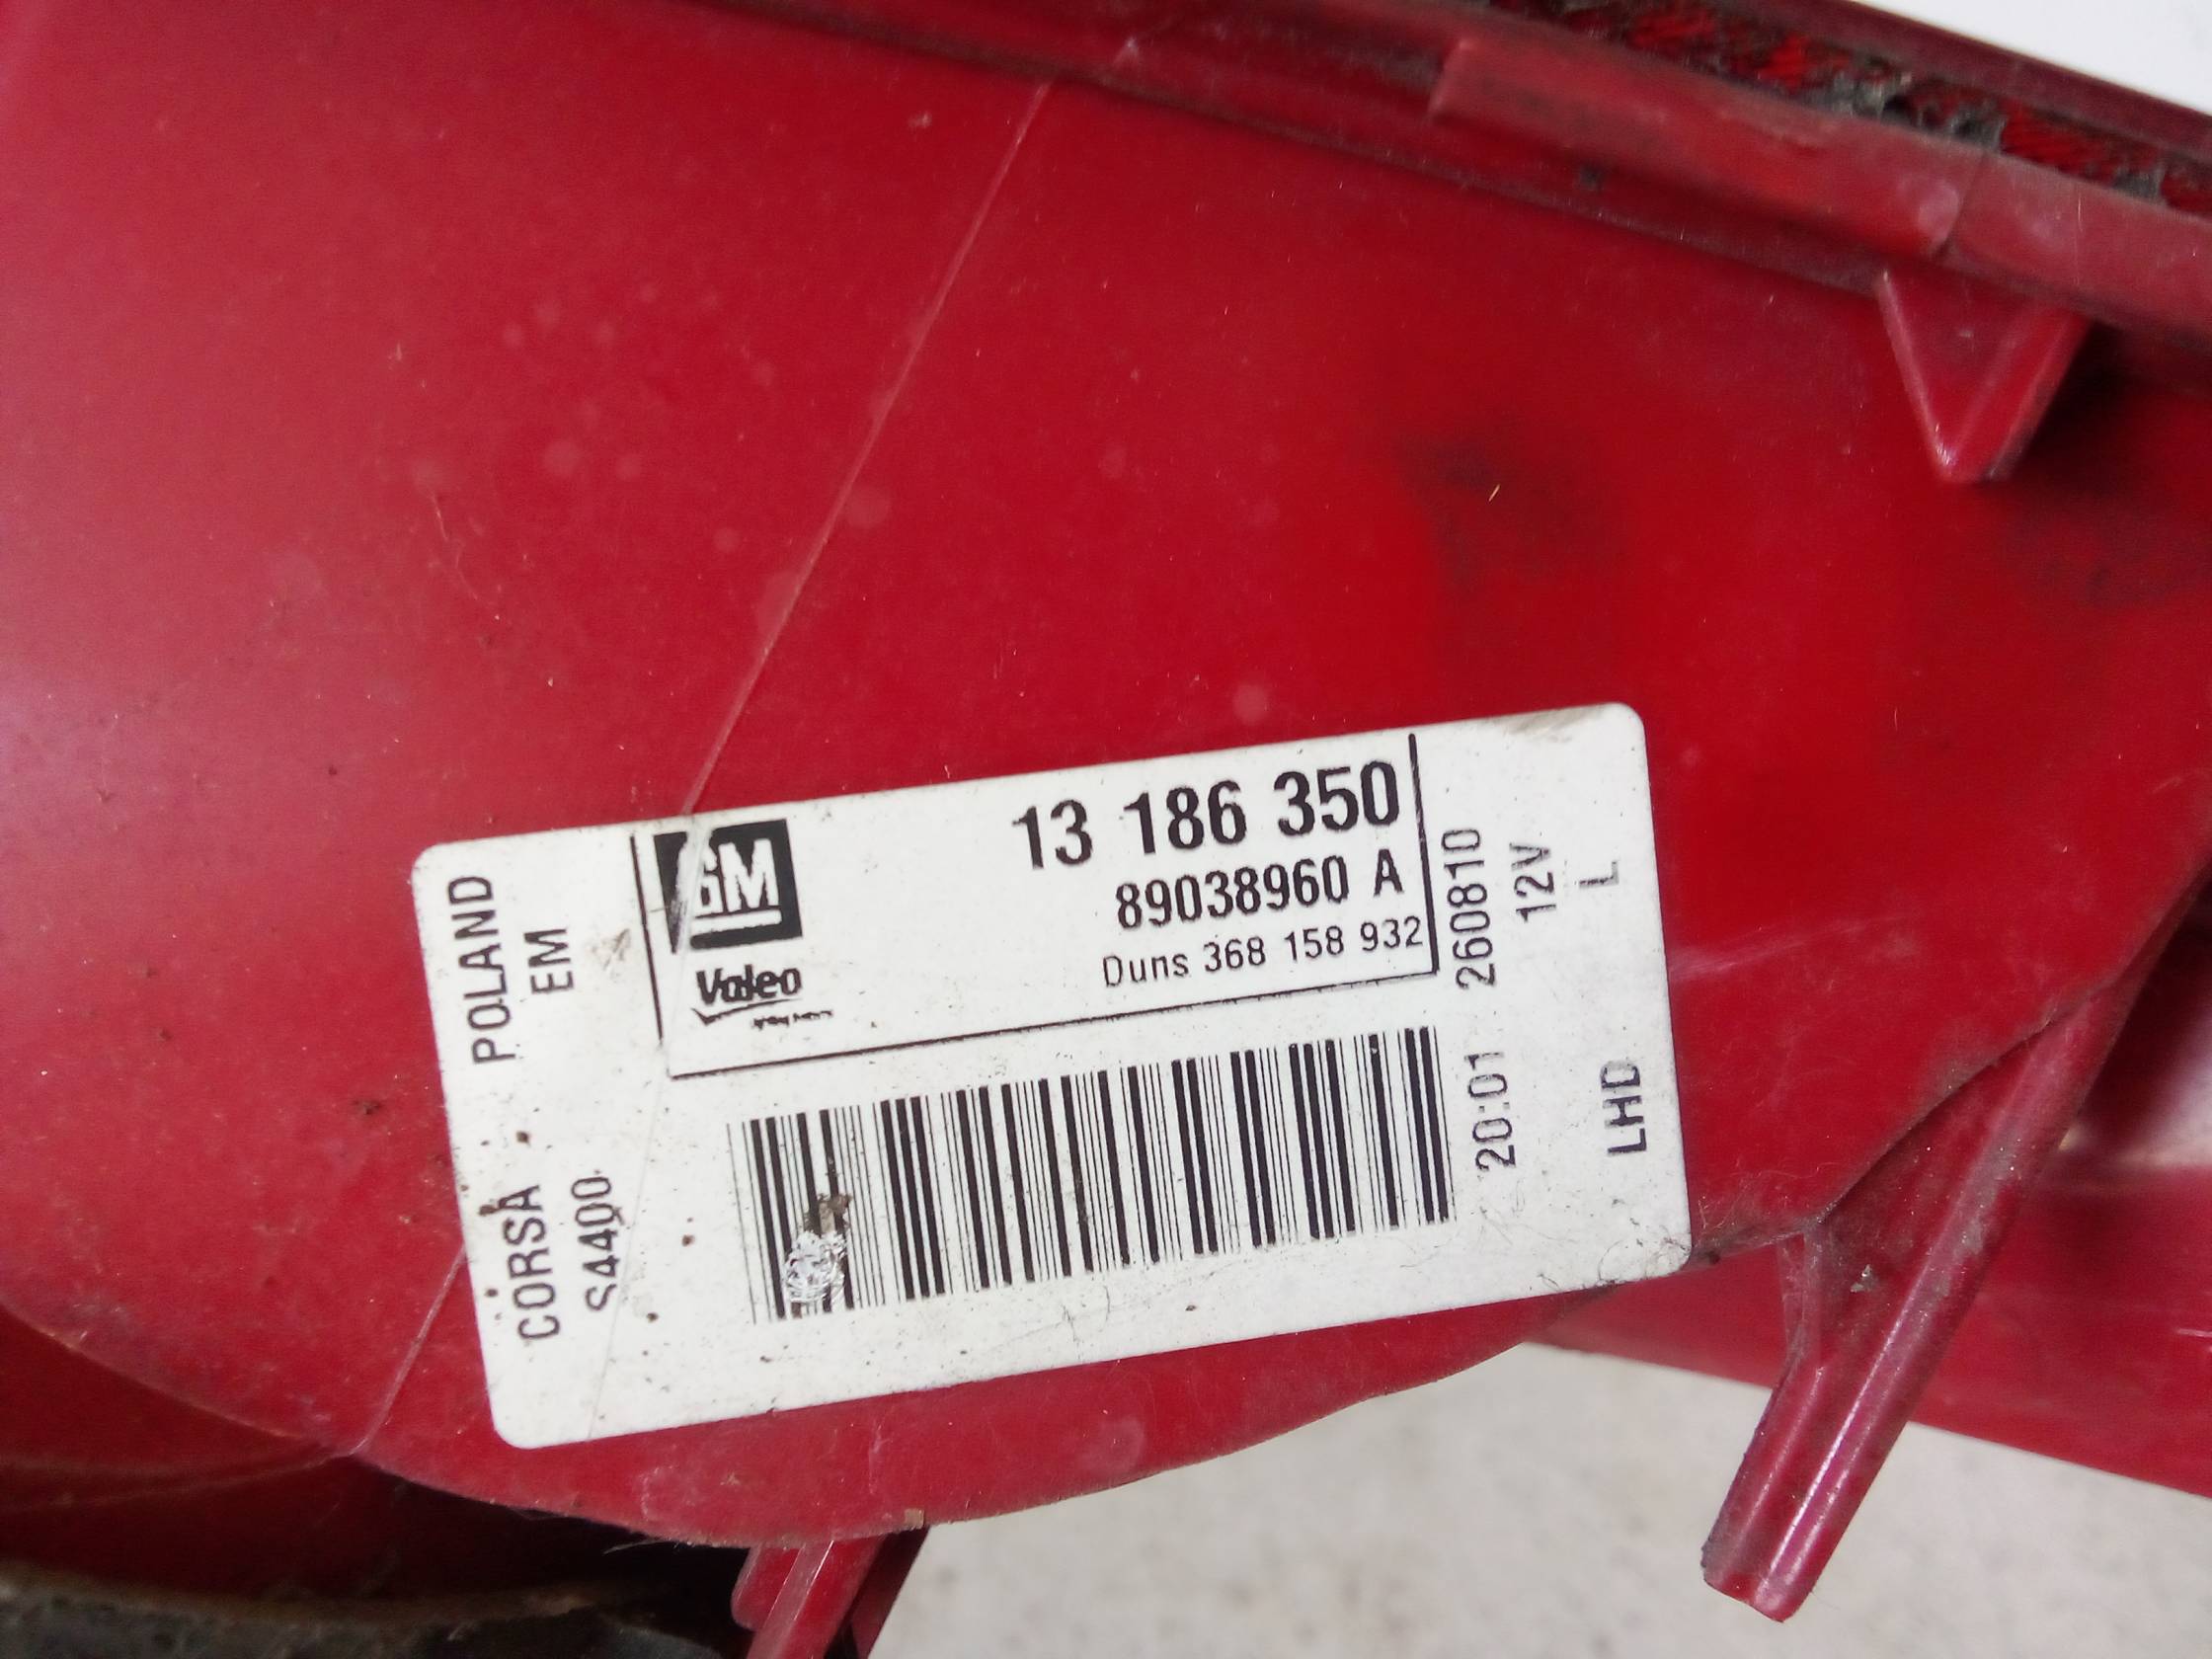 POLAND
EM
CORSA
S4400
GM
Valeo
13 186 350
89038960 A
Duns 368 158 932
260810
20:01
12V
L
LHD